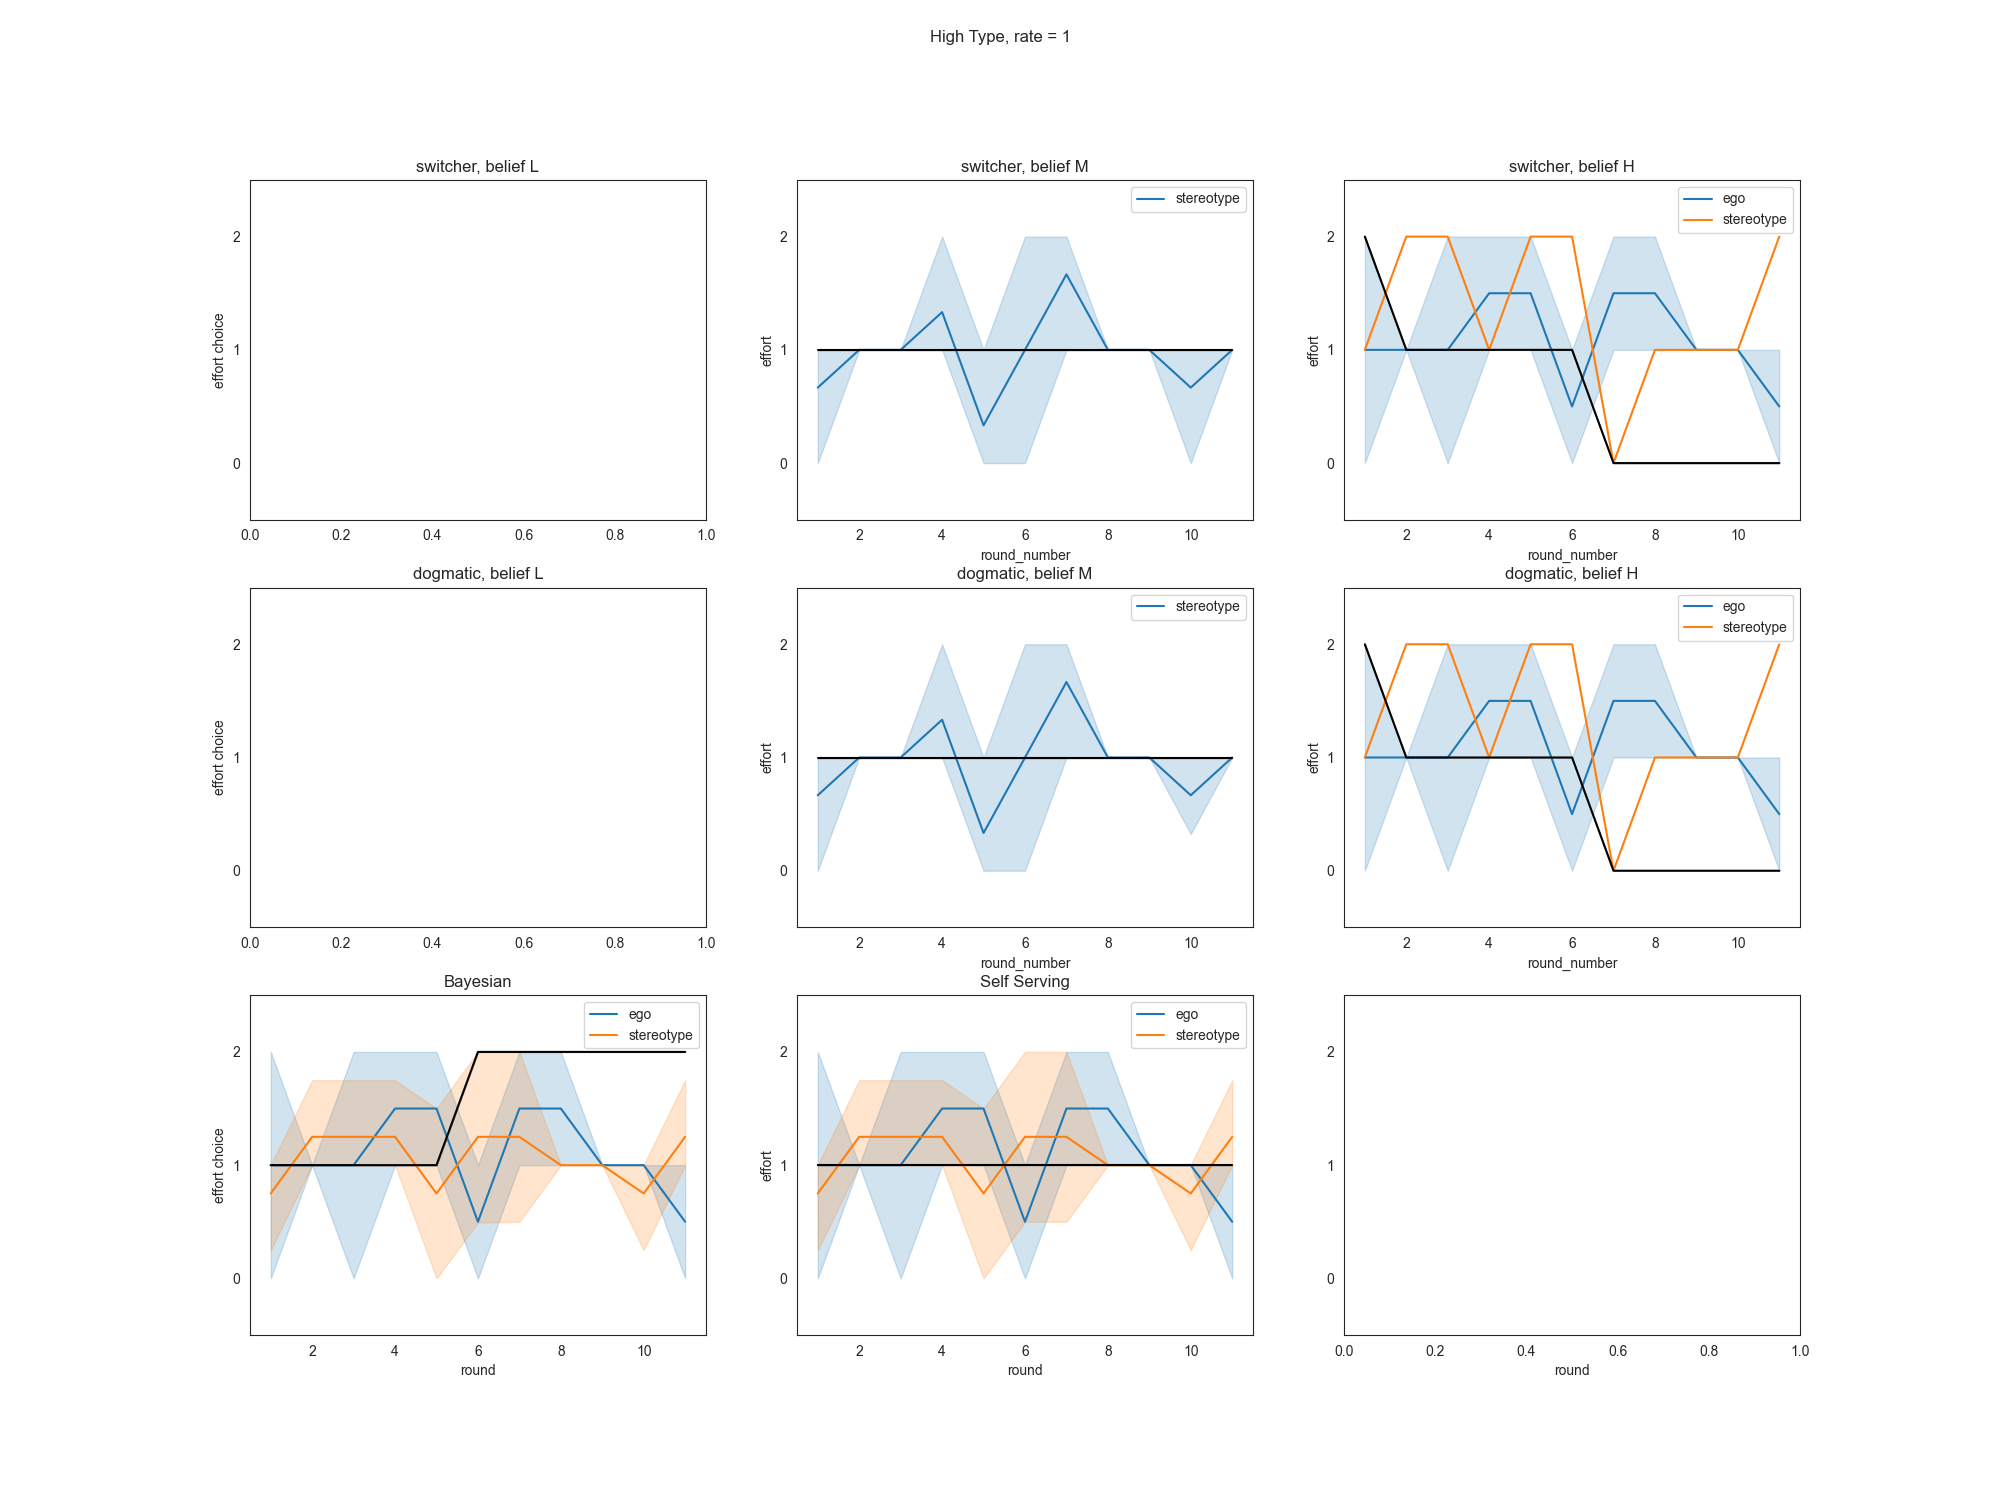 High Type, rate = 1
switcher, belief L
effort choice
2
1
0
0.0 0.2 0.4 0.6 0.8 1.0
switcher, belief M
stereotype
effort
2
1
0
2 4 6 8 10
round_number
switcher, belief H
ego
stereotype
effort
2
1
0
2 4 6 8 10
round_number
dogmatic, belief L
effort choice
2
1
0
0.0 0.2 0.4 0.6 0.8 1.0
dogmatic, belief M
stereotype
effort
2
1
0
2 4 6 8 10
round_number
dogmatic, belief H
ego
stereotype
effort
2
1
0
2 4 6 8 10
round_number
Bayesian
ego
stereotype
effort choice
2
1
0
2 4 6 8 10
round
Self Serving
ego
stereotype
effort
2
1
0
2 4 6 8 10
round
2
1
0
0.0 0.2 0.4 0.6 0.8 1.0
round